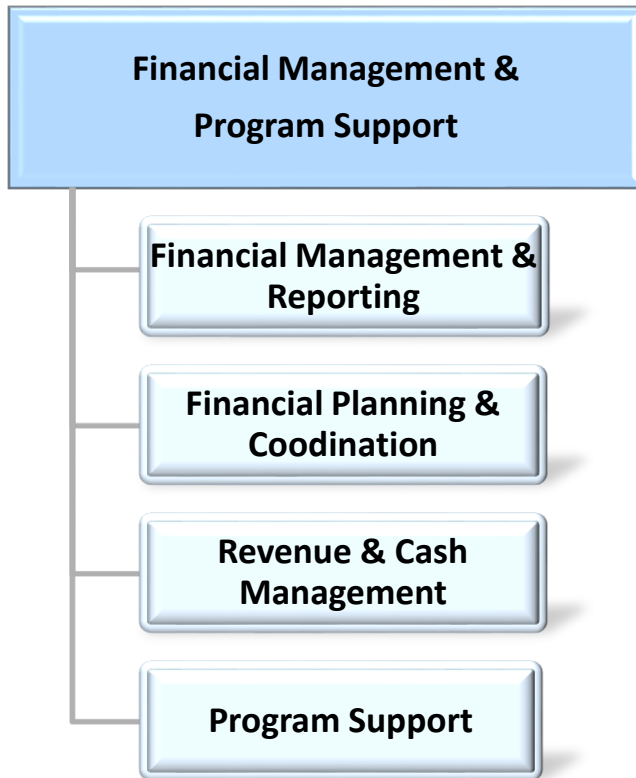 Financial Management &
Program Support
Financial Management &
Reporting
Financial Planning &
Coodination
Revenue & Cash
Management
Program Support